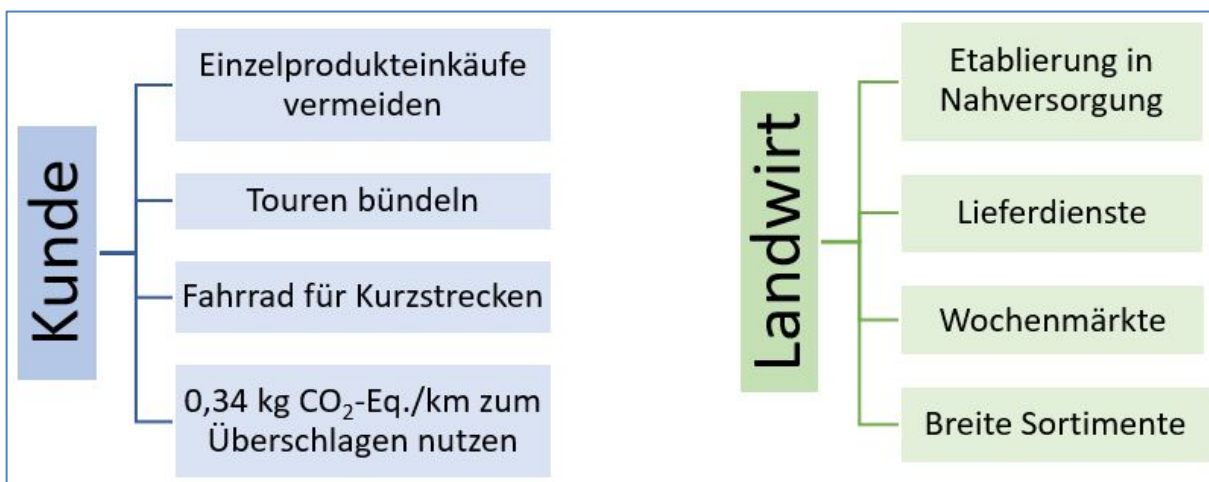 Kunde
Einzelprodukteinkäufe
vermeiden
Touren bündeln
Fahrrad für Kurzstrecken
0,34 kg CO₂-Eq./km zum
Überschlagen nutzen
Landwirt
Etablierung in
Nahversorgung
Lieferdienste
Wochenmärkte
Breite Sortimente